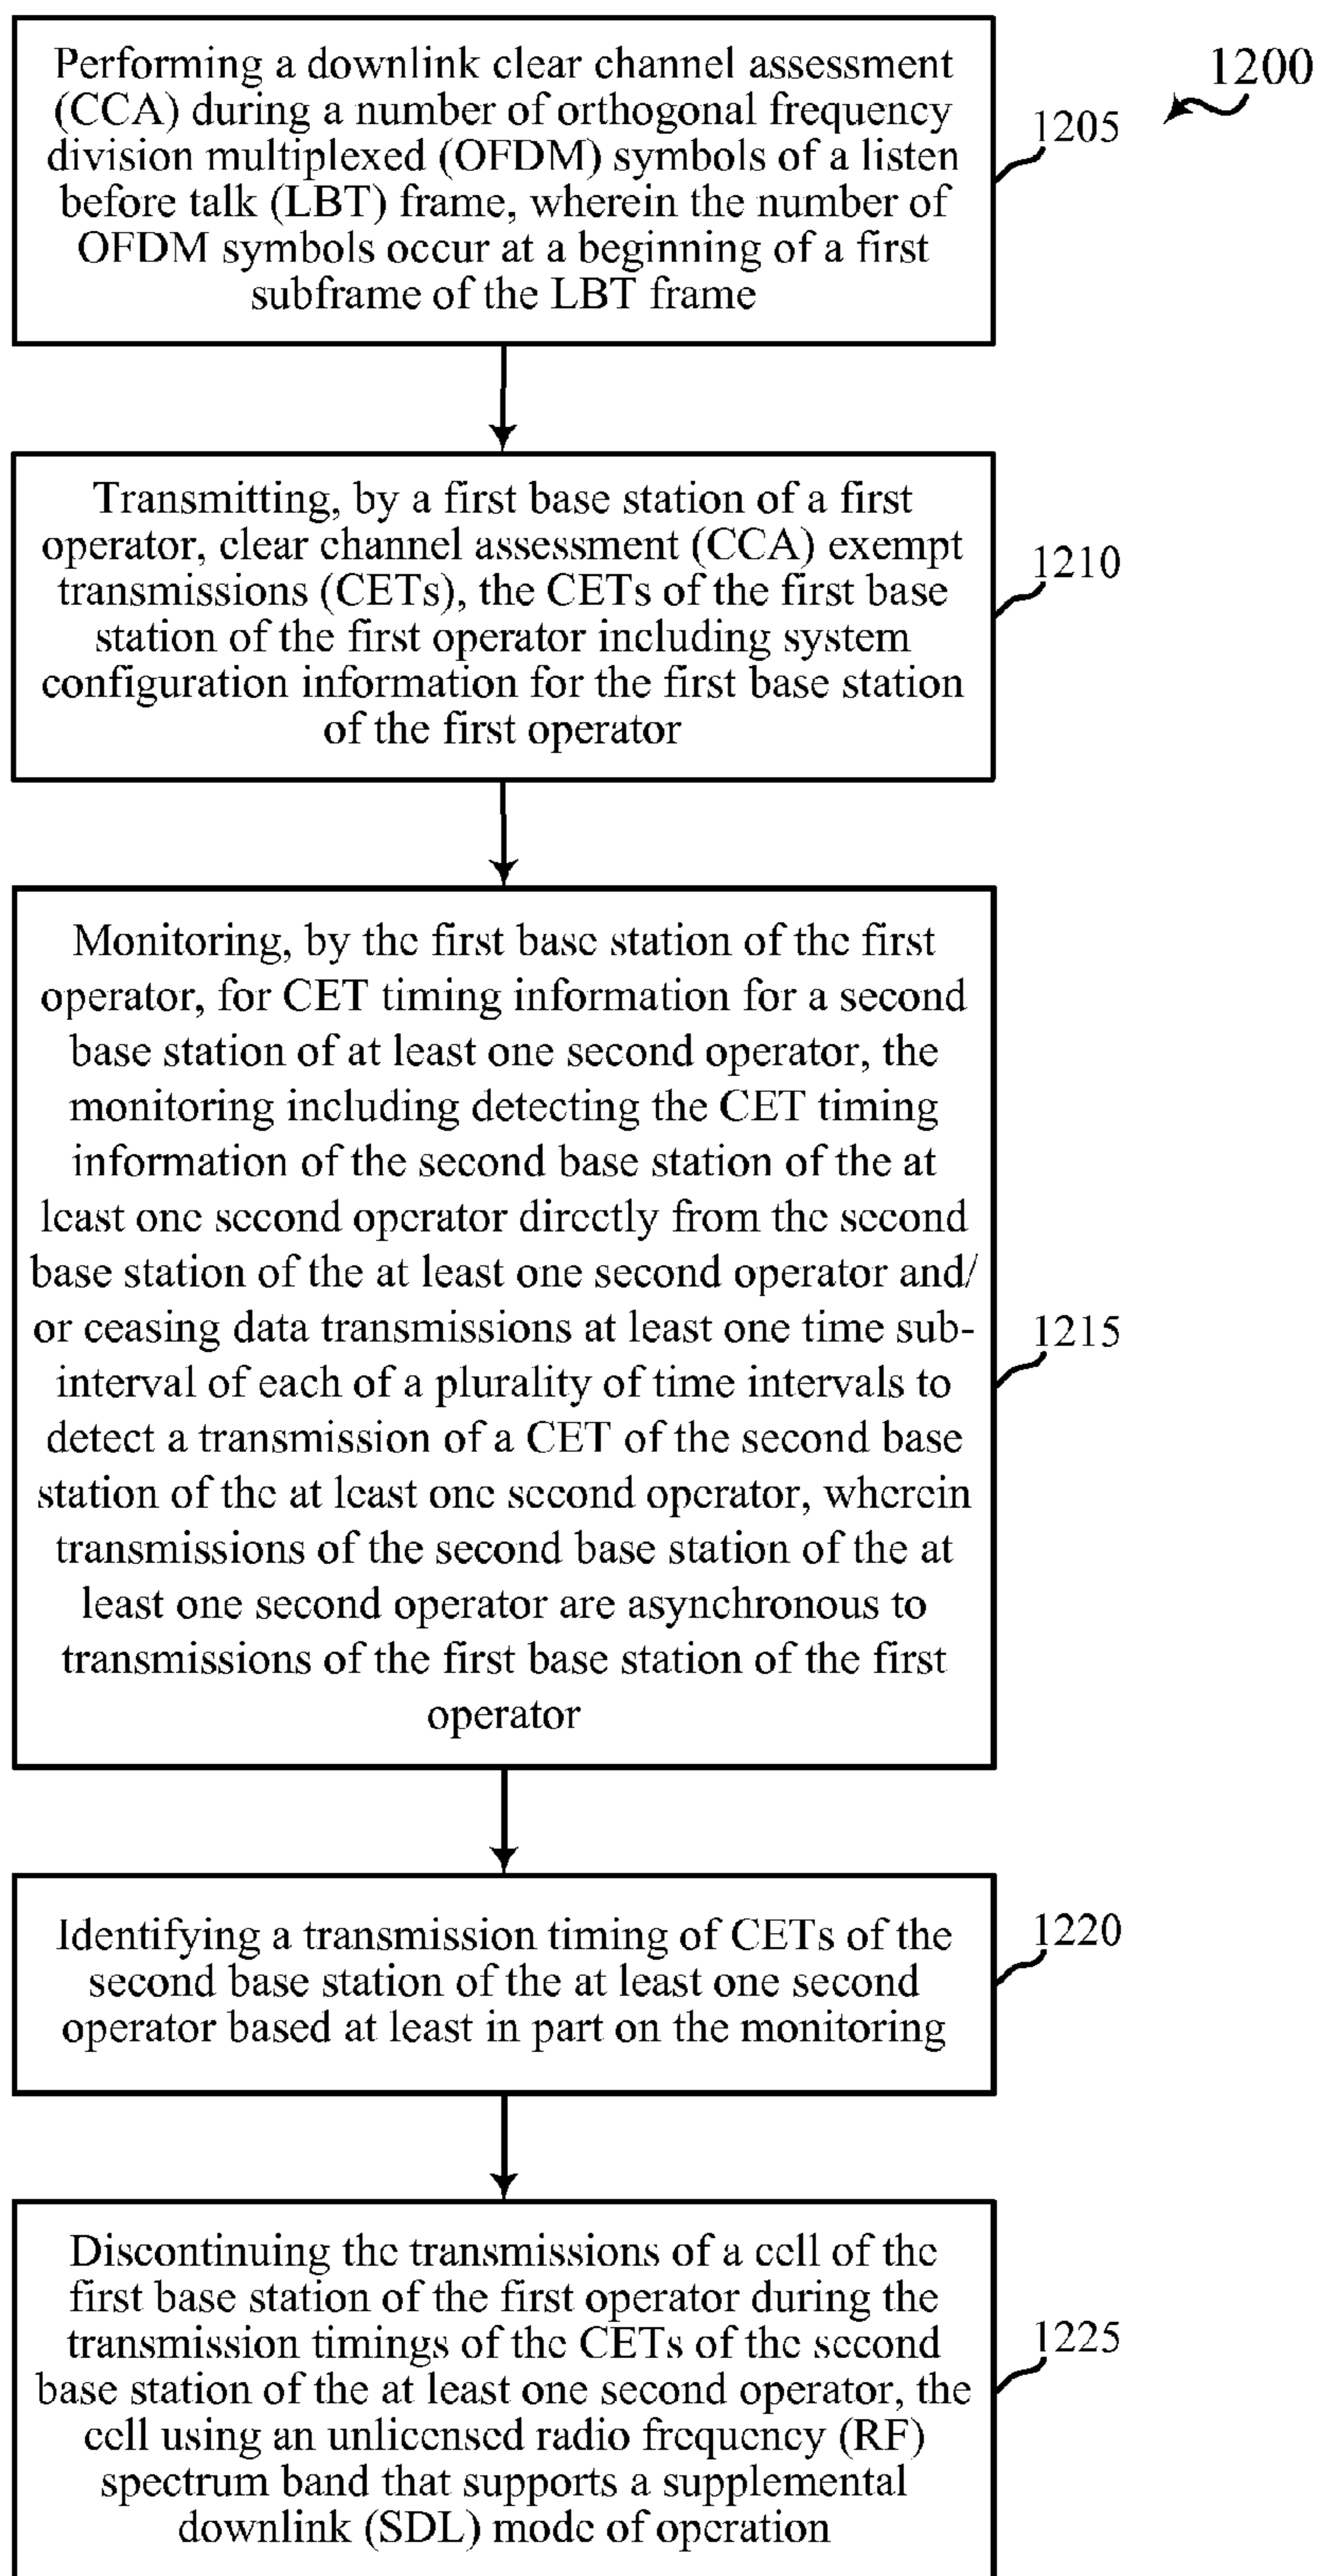 1200
Performing a downlink clear channel assessment
(CCA) during a number of orthogonal frequency
division multiplexed (OFDM) symbols of a listen
before talk (LBT) frame, wherein the number of
OFDM symbols occur at a beginning of a first
subframe of the LBT frame
1205
Transmitting, by a first base station of a first
operator, clear channel assessment (CCA) exempt
transmissions (CETs), the CETs of the first base
station of the first operator including system
configuration information for the first base station
of the first operator
1210
Monitoring, by the first base station of the first
operator, for CET timing information for a second
base station of at least one second operator, the
monitoring including detecting the CET timing
information of the second base station of the at
least one second operator directly from the second
base station of the at least one second operator and/
or ceasing data transmissions at least one time sub-
interval of each of a plurality of time intervals to
detect a transmission of a CET of the second base
station of the at least one second operator, wherein
transmissions of the second base station of the at
least one second operator are asynchronous to
transmissions of the first base station of the first
operator
1215
Identifying a transmission timing of CETs of the
second base station of the at least one second
operator based at least in part on the monitoring
1220
Discontinuing the transmissions of a cell of the
first base station of the first operator during the
transmission timings of the CETs of the second
base station of the at least one second operator, the
cell using an unlicensed radio frequency (RF)
spectrum band that supports a supplemental
downlink (SDL) mode of operation
1225